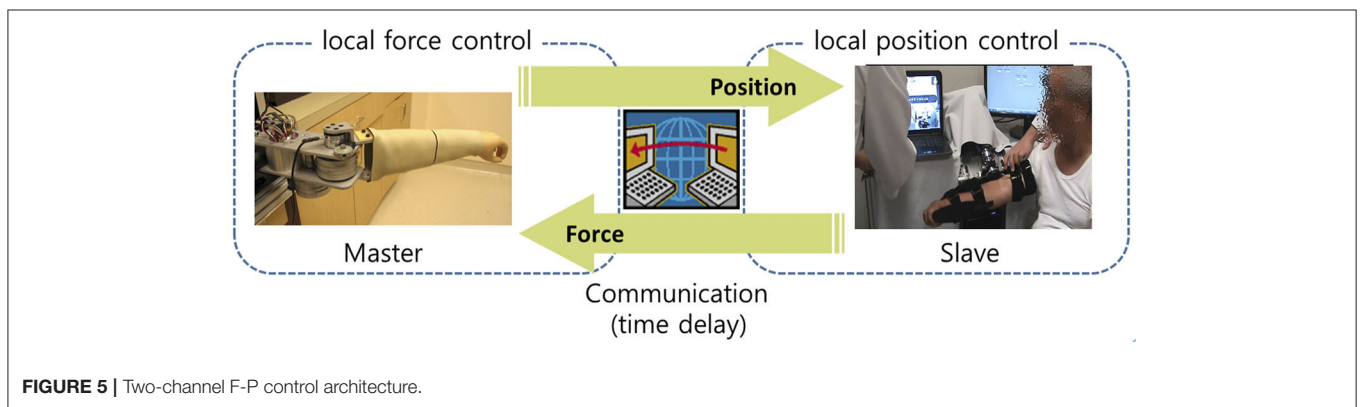 local force control
local position control
Position
Force
Master
Slave
Communication
(time delay)
FIGURE 5 | Two-channel F-P control architecture.